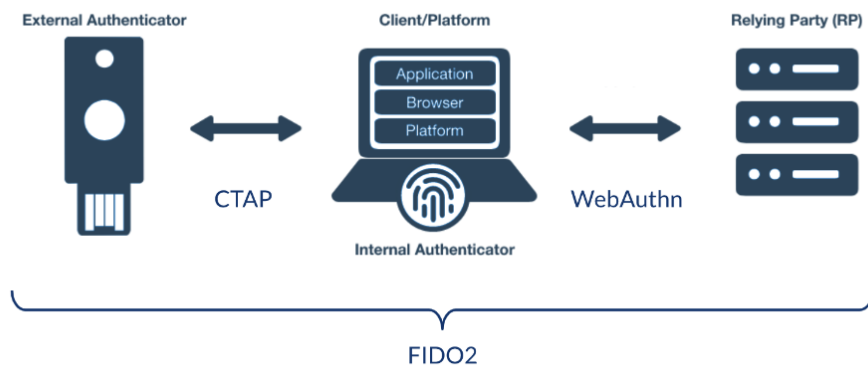 External Authenticator
Client/Platform
Relying Party (RP)
Application
Browser
Platform
CTAP
WebAuthn
Internal Authenticator
FIDO2